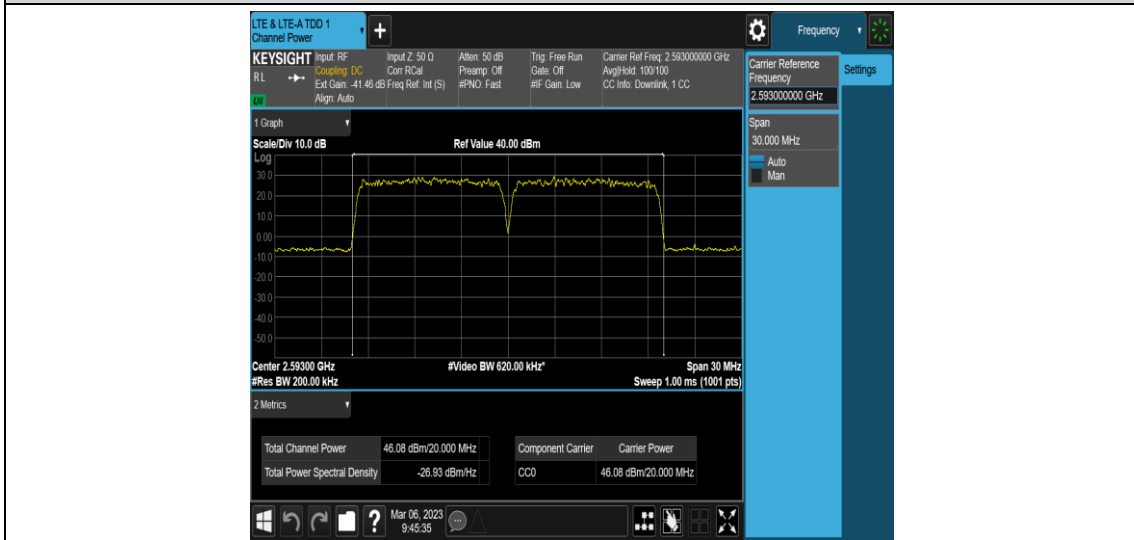 LTE & LTE-A TDD 1
Channel Power
+
Frequency
KEYSIGHT
RL
LXI
Input: RF
Coupling: DC
Ext Gain: -41.46 dB
Align: Auto
Input Z: 50 Ω
Corr RCal
Freq Ref: Int (S)
Atten: 50 dB
Preamp: Off
#PNO: Fast
Trig: Free Run
Gate: Off
#IF Gain: Low
Carrier Ref Freq: 2.593000000 GHz
Avg|Hold: 100/100
CC Info: Downlink, 1 CC
Carrier Reference
Frequency
2.593000000 GHz
Settings
Span
30.000 MHz
Auto
Man
1 Graph
Scale/Div 10.0 dB
Ref Value 40.00 dBm
Log
30.0
20.0
10.0
0.00
-10.0
-20.0
-30.0
-40.0
-50.0
Center 2.59300 GHz
#Video BW 620.00 kHz*
Span 30 MHz
#Res BW 200.00 kHz
Sweep 1.00 ms (1001 pts)
2 Metrics
Total Channel Power 46.08 dBm/20.000 MHz
Total Power Spectral Density -26.93 dBm/Hz
Component Carrier Carrier Power
CC0 46.08 dBm/20.000 MHz
?
Mar 06, 2023
9:45:35